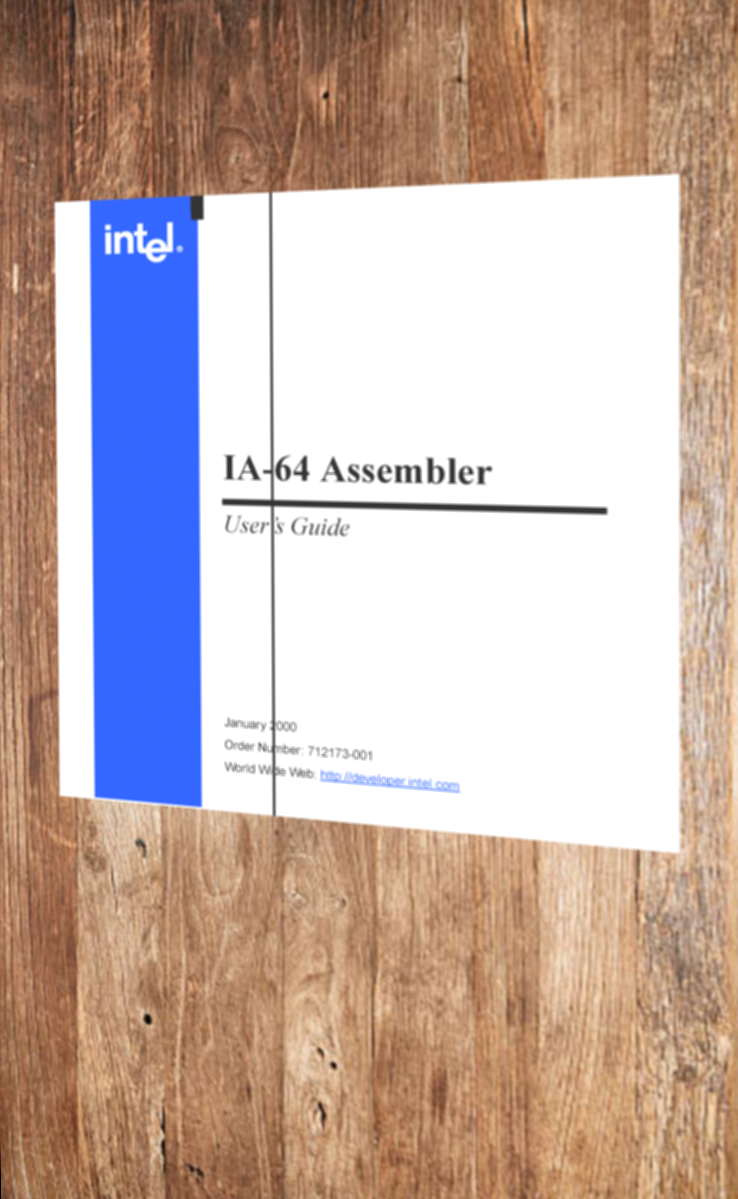 intel®
IA-64 Assembler
User's Guide
January 2000
Order Number: 712173-001
World Wide Web: http://developer.intel.com